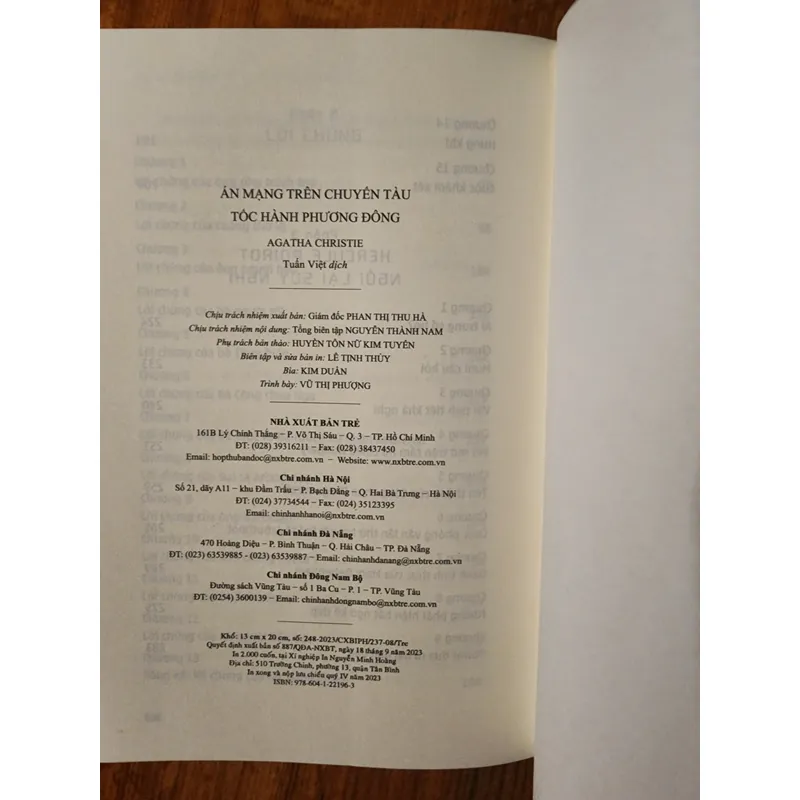 ÁN MẠNG TRÊN CHUYẾN TÀU
TỐC HÀNH PHƯƠNG ĐÔNG
AGATHA CHRISTIE
Tuấn Việt dịch
Chịu trách nhiệm xuất bản: Giám đốc PHAN THỊ THU HÀ
Chịu trách nhiệm nội dung: Tổng biên tập NGUYỄN THÀNH NAM
Phụ trách bản thảo: HUYỀN TÔN NỮ KIM TUYẾN
Biên tập và sửa bản in: LÊ TỊNH THỦY
Bìa: KIM DUẨN
Trình bày: VŨ THỊ PHƯỢNG
NHÀ XUẤT BẢN TRẺ
161B Lý Chính Thắng – P. Võ Thị Sáu – Q. 3 – TP. Hồ Chí Minh
ĐT: (028) 39316211 – Fax: (028) 38437450
Email: hopthubandoc@nxbtre.com.vn – Website: www.nxbtre.com.vn
Chi nhánh Hà Nội
Số 21, dãy A11 – khu Đầm Trấu – P. Bạch Đằng – Q. Hai Bà Trưng – Hà Nội
ĐT: (024) 37734544 – Fax: (024) 35123395
Email: chinhanhhanoi@nxbtre.com.vn
Chi nhánh Đà Nẵng
470 Hoàng Diệu – P. Bình Thuận – Q. Hải Châu – TP. Đà Nẵng
ĐT: (023) 63539885 - (023) 63539887 – Email: chinhanhdanang@nxbtre.com.vn
Chi nhánh Đông Nam Bộ
Đường sách Vũng Tàu – số 1 Ba Cu – P. 1 – TP. Vũng Tàu
ĐT: (0254) 3600139 – Email: chinhanhdongnambo@nxbtre.com.vn
Khổ: 13 cm x 20 cm, số: 248-2023/CXBIPH/237-08/Tre
Quyết định xuất bản số 887/QĐA-NXBT, ngày 18 tháng 9 năm 2023
In 2.000 cuốn, tại Xí nghiệp In Nguyễn Minh Hoàng
Địa chỉ: 510 Trường Chinh, phường 13, quận Tân Bình
In xong và nộp lưu chiểu quý IV năm 2023
ISBN: 978-604-1-22196-3